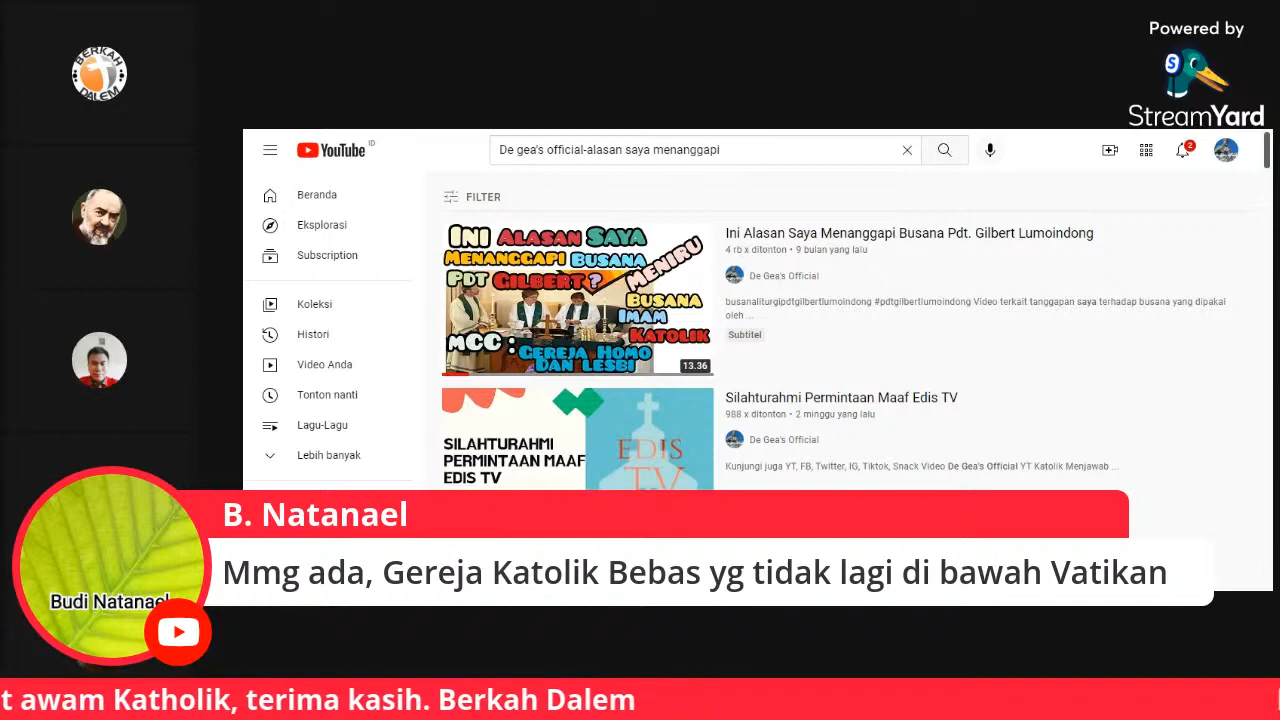 BERKAH
DALEM
Powered by
StreamYard
YouTube ID
De gea's official-alasan saya menanggapi
2
Beranda
Eksplorasi
Subscription
Koleksi
Histori
Video Anda
Tonton nanti
Lagu-Lagu
Lebih banyak
FILTER
INI ALASAN SAYA
MENANGGAPI BUSANA
PDT GILBERT?
MENIRU
BUSANA
IMAM
KATOLIK
MCC :
GEREJA HOMO
DAN LESBI
13.36
Ini Alasan Saya Menanggapi Busana Pdt. Gilbert Lumoindong
4 rb x ditonton • 9 bulan yang lalu
De Gea's Official
busanaliturgipdtgilbertlumoindong #pdtgilbertlumoindong Video terkait tanggapan saya terhadap busana yang dipakai
oleh ...
Subtitel
SILAHTURAHMI
PERMINTAAN MAAF
EDIS TV
EDIS
TV
Silahturahmi Permintaan Maaf Edis TV
988 x ditonton • 2 minggu yang lalu
De Gea's Official
Kunjungi juga YT, FB, Twitter, IG, Tiktok, Snack Video De Gea's Official YT Katolik Menjawab ...
B. Natanael
Mmg ada, Gereja Katolik Bebas yg tidak lagi di bawah Vatikan
Budi Natanael
t awam Katholik, terima kasih. Berkah Dalem